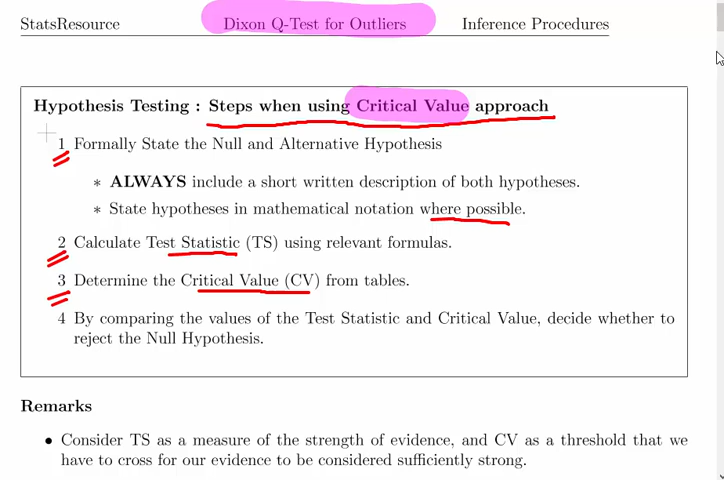 StatsResource Dixon Q-Test for Outliers Inference Procedures
Hypothesis Testing : Steps when using Critical Value approach
1 Formally State the Null and Alternative Hypothesis
* ALWAYS include a short written description of both hypotheses.
* State hypotheses in mathematical notation where possible.
2 Calculate Test Statistic (TS) using relevant formulas.
3 Determine the Critical Value (CV) from tables.
4 By comparing the values of the Test Statistic and Critical Value, decide whether to
reject the Null Hypothesis.
Remarks
• Consider TS as a measure of the strength of evidence, and CV as a threshold that we
have to cross for our evidence to be considered sufficiently strong.